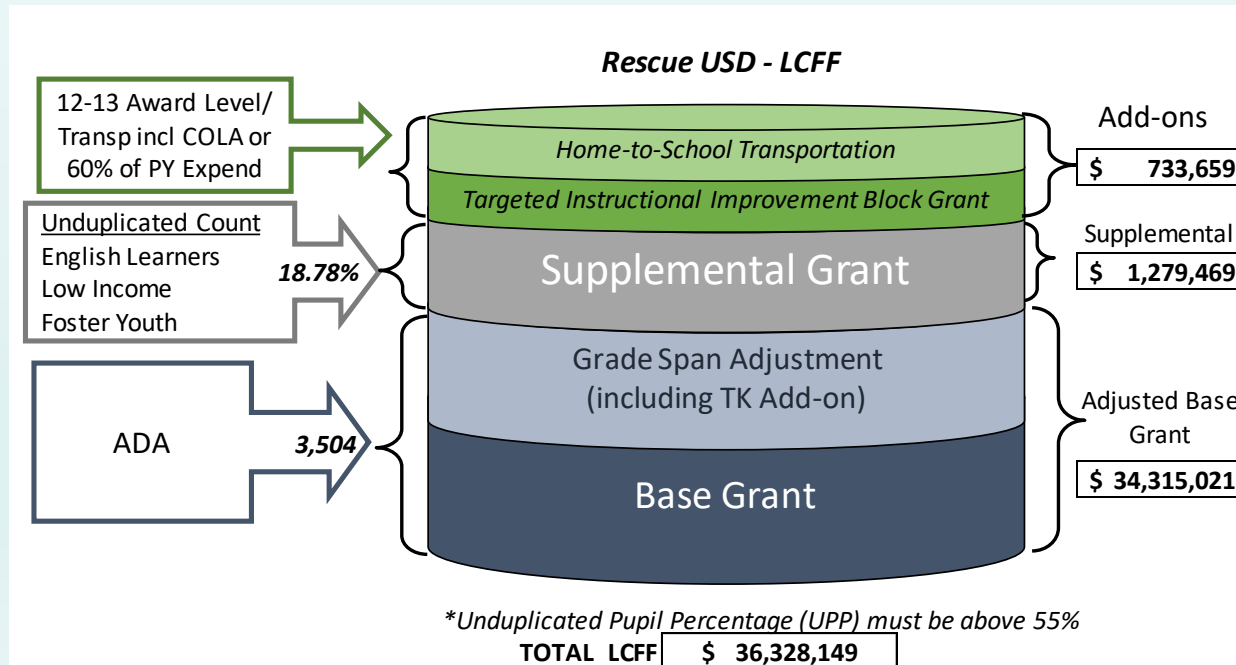 Rescue USD - LCFF
12-13 Award Level/
Transp incl COLA or
60% of PY Expend
Home-to-School Transportation
Targeted Instructional Improvement Block Grant
Add-ons
$ 733,659
Unduplicated Count
English Learners
Low Income
Foster Youth
18.78%
Supplemental Grant
Supplemental
$ 1,279,469
ADA
3,504
Grade Span Adjustment
(including TK Add-on)
Base Grant
Adjusted Base
Grant
$ 34,315,021
*Unduplicated Pupil Percentage (UPP) must be above 55%
TOTAL LCFF $ 36,328,149